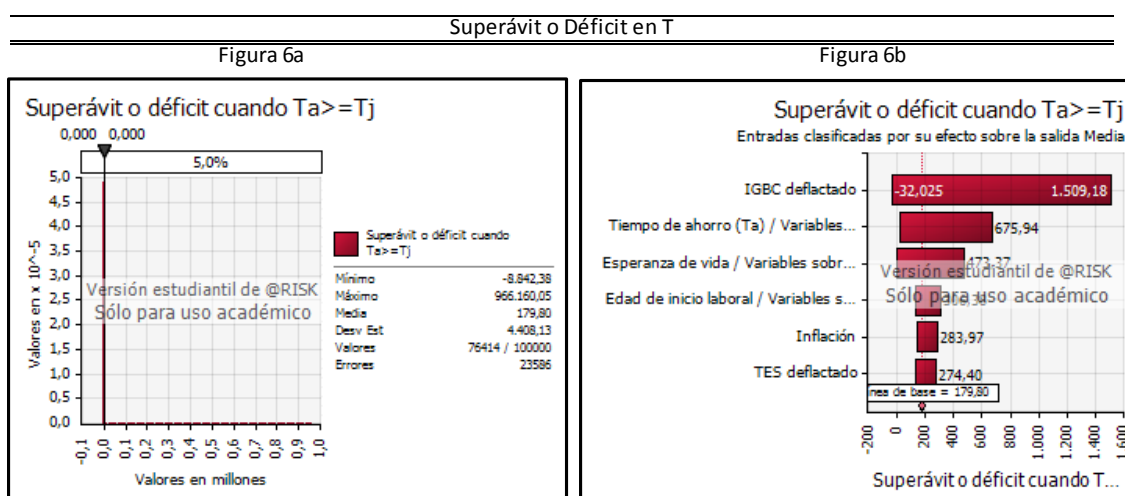 Superávit o Déficit en T
Figura 6a
Figura 6b
Superávit o déficit cuando Ta>=Tj
0,000 0,000
5,0%
5,0
4,5
4,0
3,5
3,0
2,5
2,0
1,5
1,0
0,5
0,0
Valores en x 10^-5
-0,1
0,0
0,1
0,2
0,3
0,4
0,5
0,6
0,7
0,8
0,9
1,0
Valores en millones
Versión estudiantil de @RISK
Sólo para uso académico
Superávit o déficit cuando
Ta>=Tj
Mínimo -8.842,38
Máximo 966.160,05
Media 179,80
Desv Est 4.408,13
Valores 76414 / 100000
Errores 23586
Superávit o déficit cuando Ta>=Tj
Entradas clasificadas por su efecto sobre la salida Media
IGBC deflactado -32,025 1.509,18
Tiempo de ahorro (Ta) / Variables... 675,94
Esperanza de vida / Variables sobr... 473,37
Edad de inicio laboral / Variables s...
Inflación 283,97
TES deflactado 274,40
Versión estudiantil de @RISK
Sólo para uso académico
de base = 179,80
-200
0
200
400
600
800
1.000
1.200
1.400
1.600
Superávit o déficit cuando T...